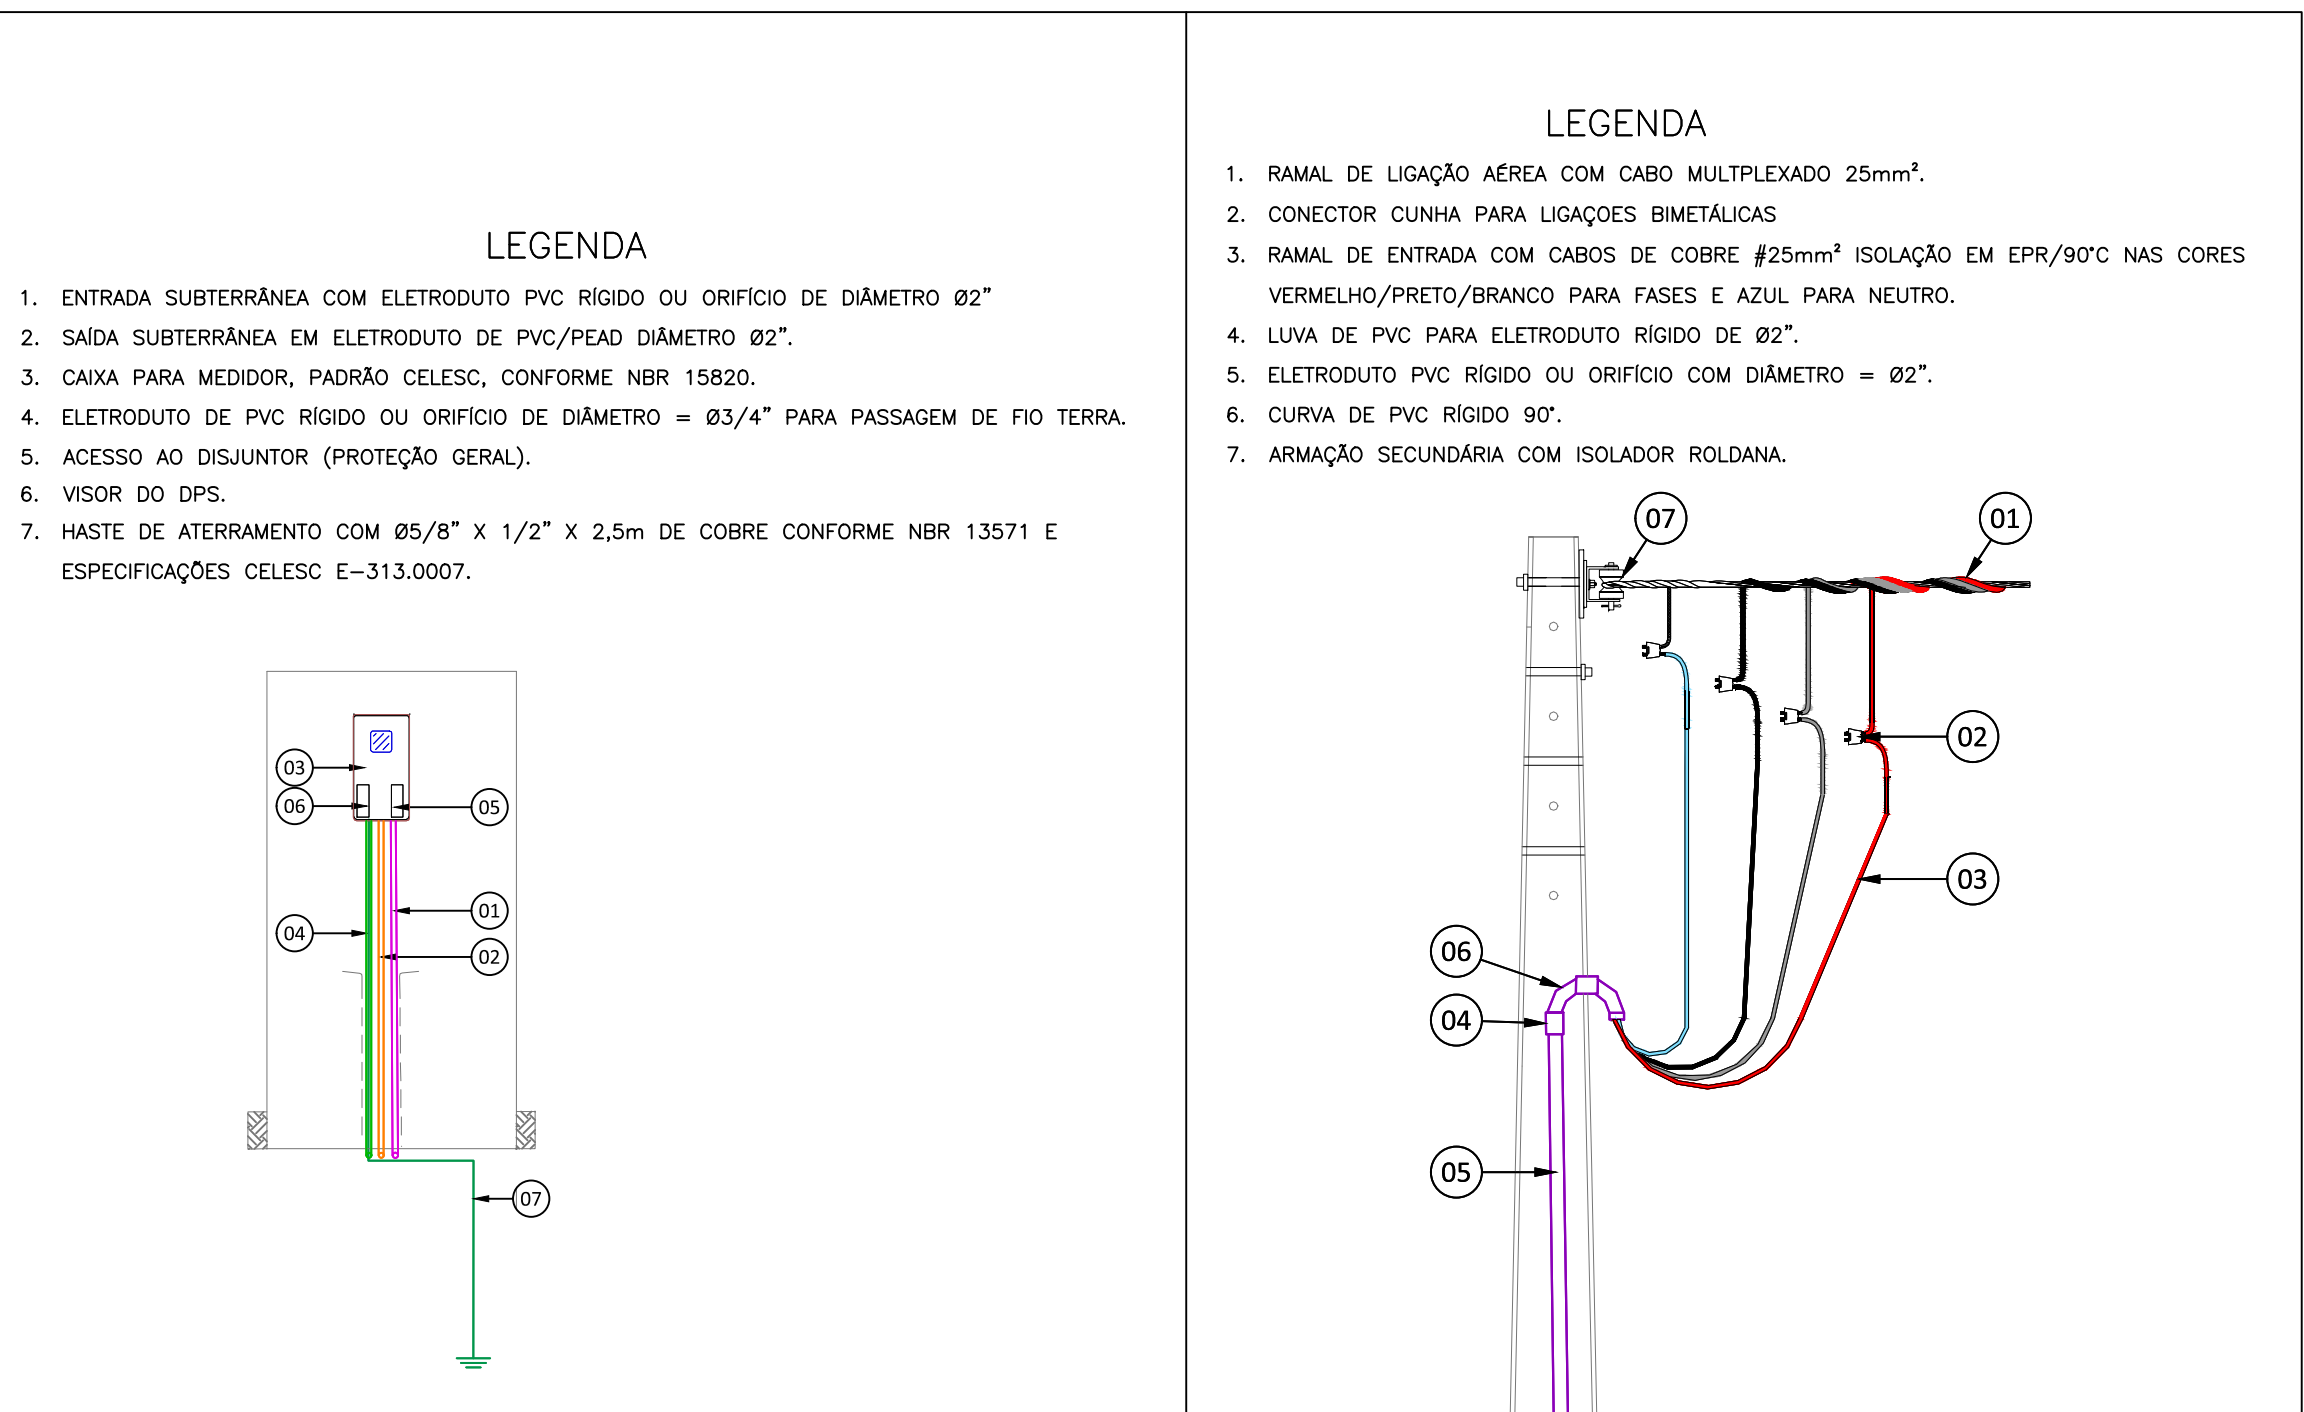 LEGENDA
1. ENTRADA SUBTERRÂNEA COM ELETRODUTO PVC RÍGIDO OU ORIFÍCIO DE DIÂMETRO Ø2”
2. SAÍDA SUBTERRÂNEA EM ELETRODUTO DE PVC/PEAD DIÂMETRO Ø2”.
3. CAIXA PARA MEDIDOR, PADRÃO CELESC, CONFORME NBR 15820.
4. ELETRODUTO DE PVC RÍGIDO OU ORIFÍCIO DE DIÂMETRO = Ø3/4” PARA PASSAGEM DE FIO TERRA.
5. ACESSO AO DISJUNTOR (PROTEÇÃO GERAL).
6. VISOR DO DPS.
7. HASTE DE ATERRAMENTO COM Ø5/8” X 1/2” X 2,5m DE COBRE CONFORME NBR 13571 E
ESPECIFICAÇÕES CELESC E-313.0007.
03
06
05
01
04
02
07
LEGENDA
1. RAMAL DE LIGAÇÃO AÉREA COM CABO MULTPLEXADO 25mm².
2. CONECTOR CUNHA PARA LIGAÇOES BIMETÁLICAS
3. RAMAL DE ENTRADA COM CABOS DE COBRE #25mm² ISOLAÇÃO EM EPR/90°C NAS CORES
VERMELHO/PRETO/BRANCO PARA FASES E AZUL PARA NEUTRO.
4. LUVA DE PVC PARA ELETRODUTO RÍGIDO DE Ø2”.
5. ELETRODUTO PVC RÍGIDO OU ORIFÍCIO COM DIÂMETRO = Ø2”.
6. CURVA DE PVC RÍGIDO 90°.
7. ARMAÇÃO SECUNDÁRIA COM ISOLADOR ROLDANA.
07
01
02
03
06
04
05